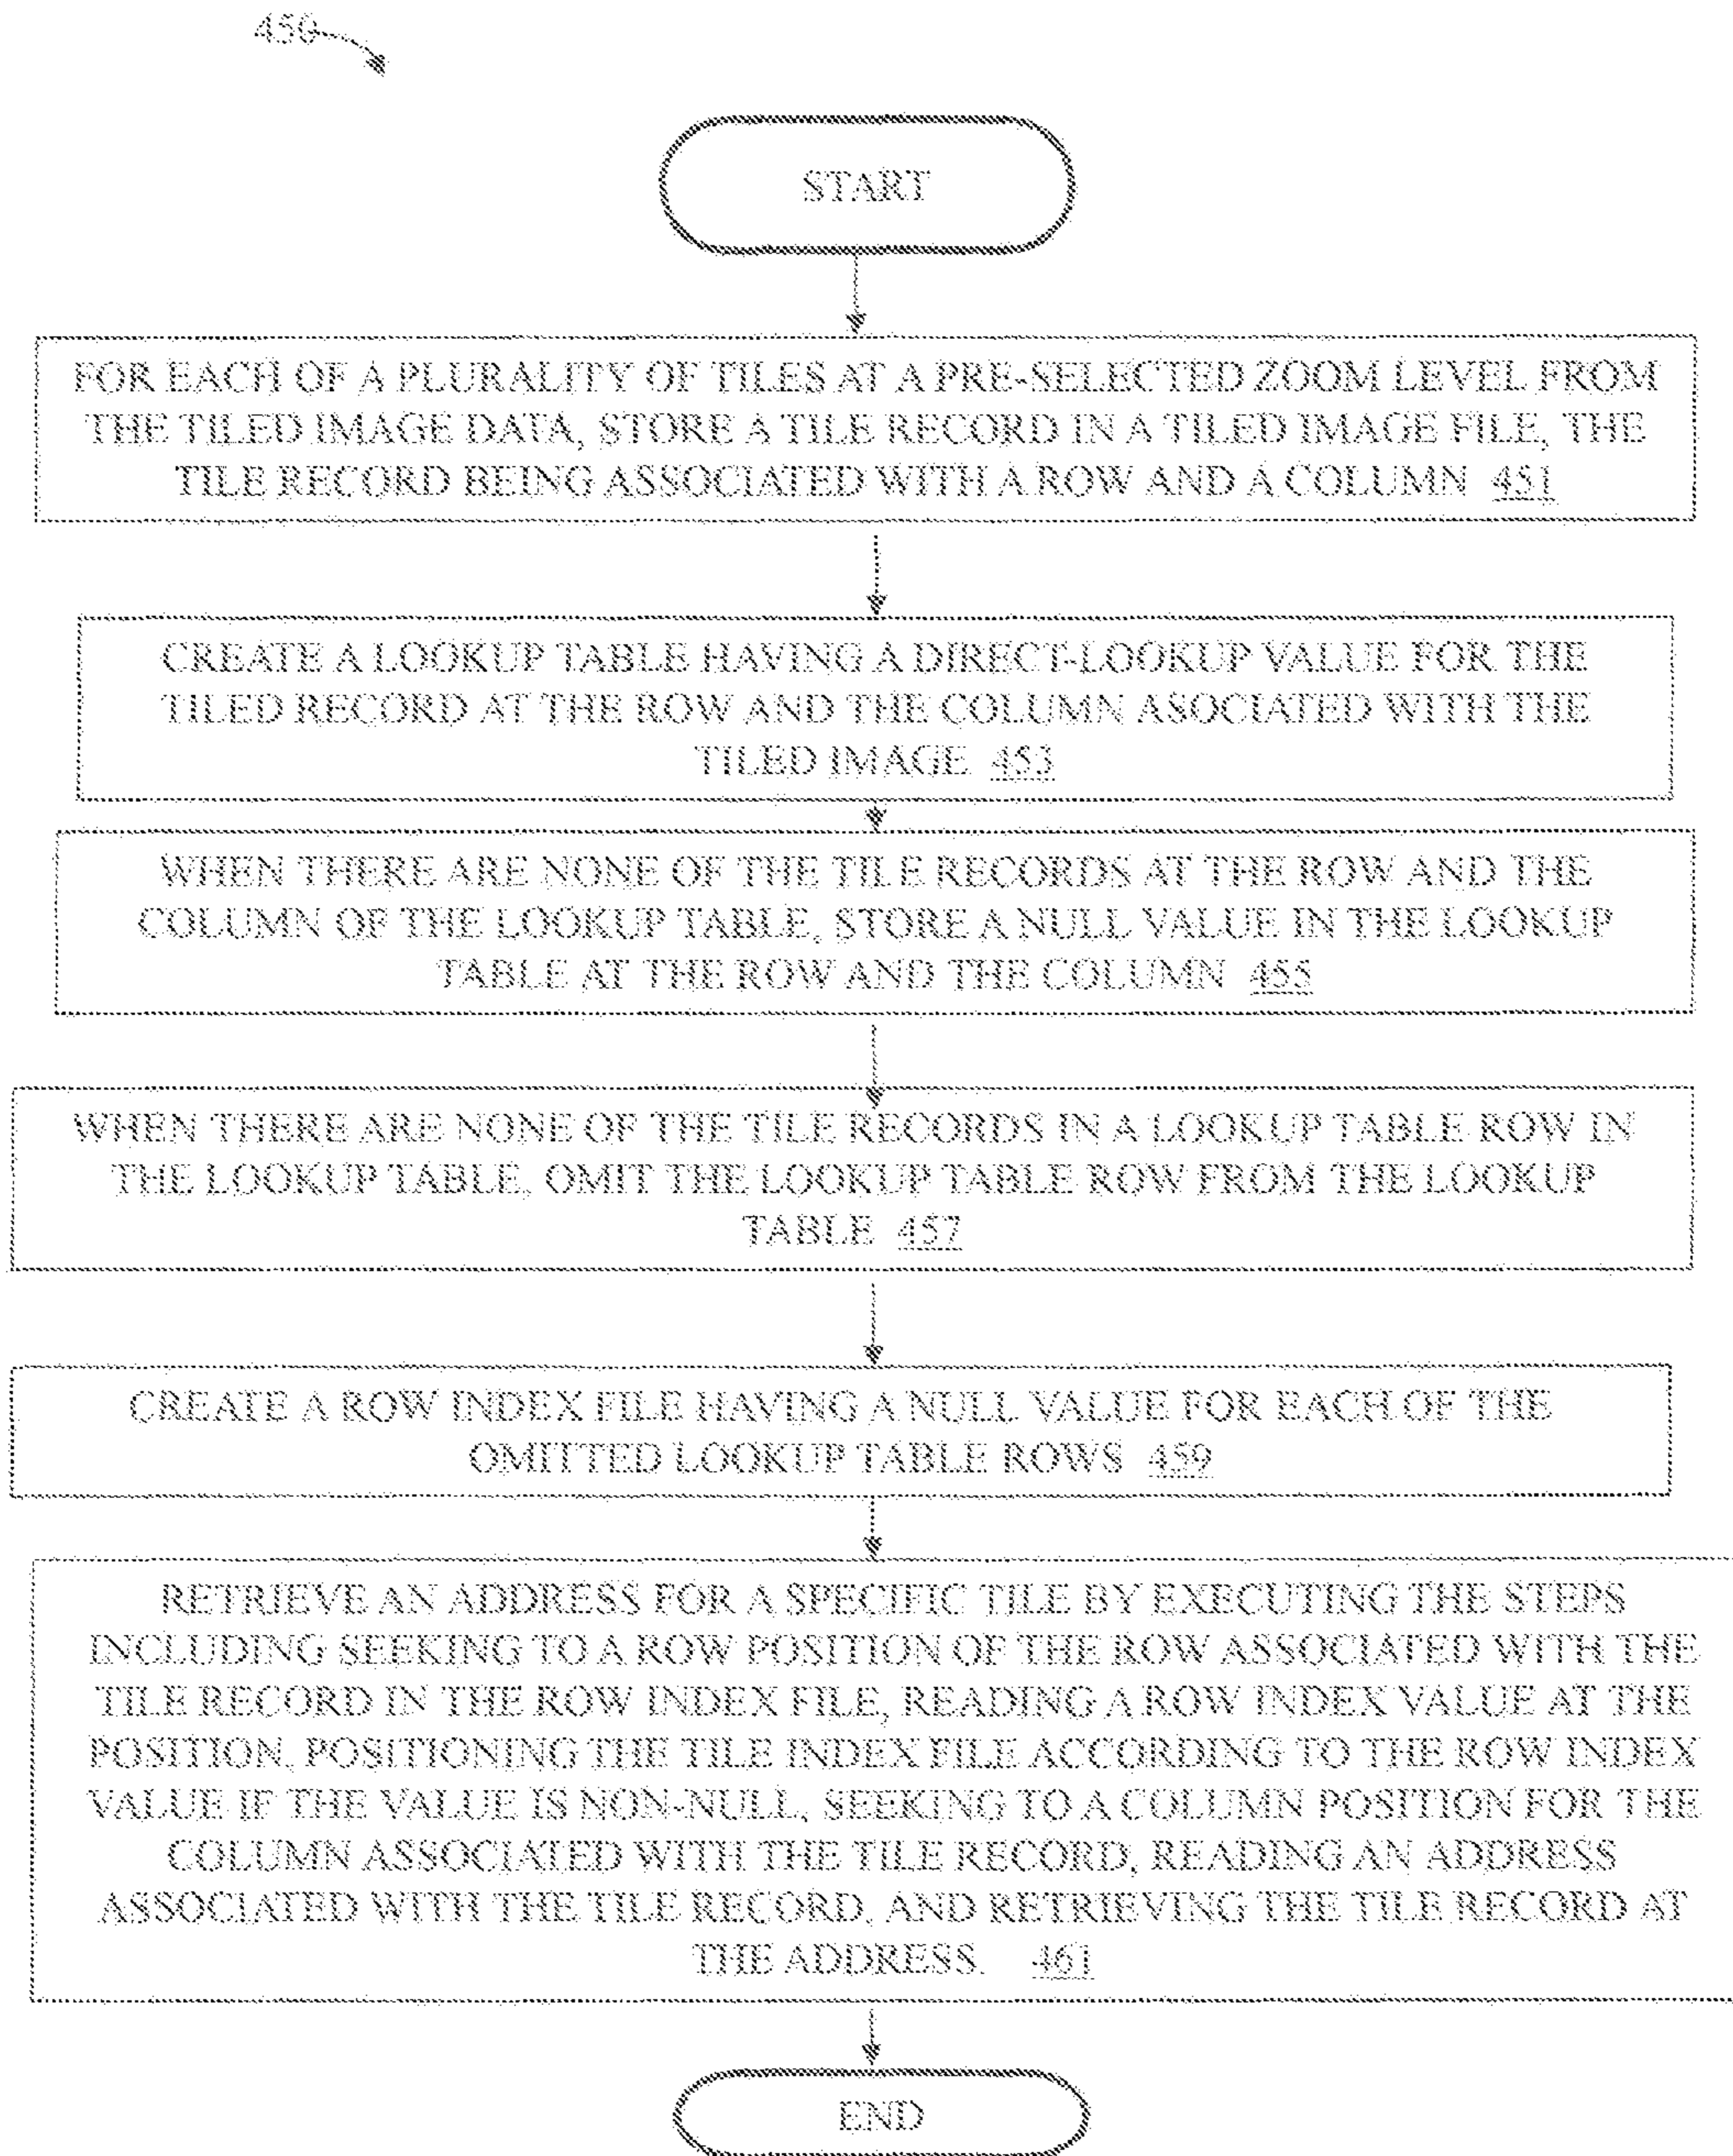 450
START
FOR EACH OF A PLURALITY OF TILES AT A PRE-SELECTED ZOOM LEVEL FROM
THE TILED IMAGE DATA, STORE A TILE RECORD IN A TILED IMAGE FILE, THE
TILE RECORD BEING ASSOCIATED WITH A ROW AND A COLUMN 451
CREATE A LOOKUP TABLE HAVING A DIRECT-LOOKUP VALUE FOR THE
TILED RECORD AT THE ROW AND THE COLUMN ASOCIATED WITH THE
TILED IMAGE 453
WHEN THERE ARE NONE OF THE TILE RECORDS AT THE ROW AND THE
COLUMN OF THE LOOKUP TABLE, STORE A NULL VALUE IN THE LOOKUP
TABLE AT THE ROW AND THE COLUMN 455
WHEN THERE ARE NONE OF THE TILE RECORDS IN A LOOKUP TABLE ROW IN
THE LOOKUP TABLE, OMIT THE LOOKUP TABLE ROW FROM THE LOOKUP
TABLE 457
CREATE A ROW INDEX FILE HAVING A NULL VALUE FOR EACH OF THE
OMITTED LOOKUP TABLE ROWS 459
RETRIEVE AN ADDRESS FOR A SPECIFIC TILE BY EXECUTING THE STEPS
INCLUDING SEEKING TO A ROW POSITION OF THE ROW ASSOCIATED WITH THE
TILE RECORD IN THE ROW INDEX FILE, READING A ROW INDEX VALUE AT THE
POSITION, POSITIONING THE TILE INDEX FILE ACCORDING TO THE ROW INDEX
VALUE IF THE VALUE IS NON-NULL, SEEKING TO A COLUMN POSITION FOR THE
COLUMN ASSOCIATED WITH THE TILE RECORD, READING AN ADDRESS
ASSOCIATED WITH THE TILE RECORD, AND RETRIEVING THE TILE RECORD AT
THE ADDRESS. 461
END